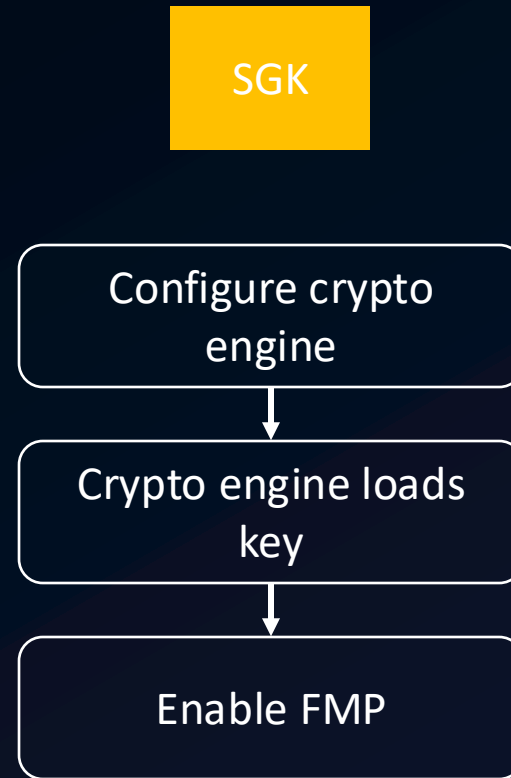 SGK
Configure crypto
engine
Crypto engine loads
key
Enable FMP